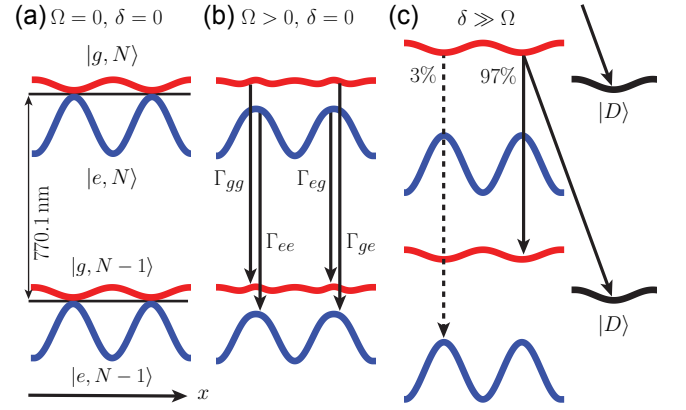 (a) Ω = 0, δ = 0
|g, N⟩
|e, N⟩
770.1 nm
|g, N−1⟩
|e, N−1⟩
x
(b) Ω > 0, δ = 0
Γgg
Γeg
Γee
Γge
(c) δ ≫ Ω
3%
97%
|D⟩
|D⟩